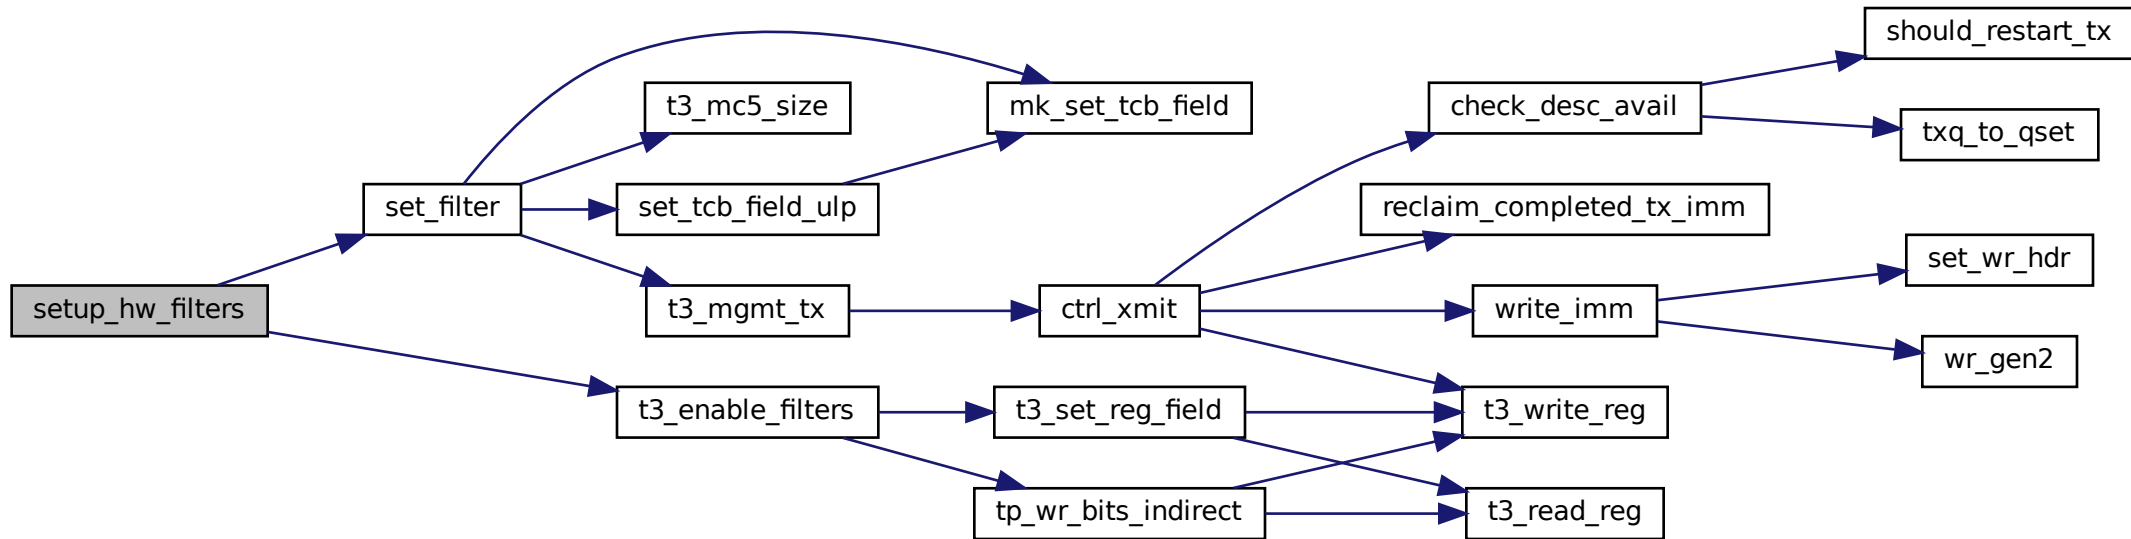 should_restart_tx
t3_mc5_size
mk_set_tcb_field
check_desc_avail
txq_to_qset
set_filter
set_tcb_field_ulp
reclaim_completed_tx_imm
set_wr_hdr
setup_hw_filters
t3_mgmt_tx
ctrl_xmit
write_imm
wr_gen2
t3_enable_filters
t3_set_reg_field
t3_write_reg
tp_wr_bits_indirect
t3_read_reg